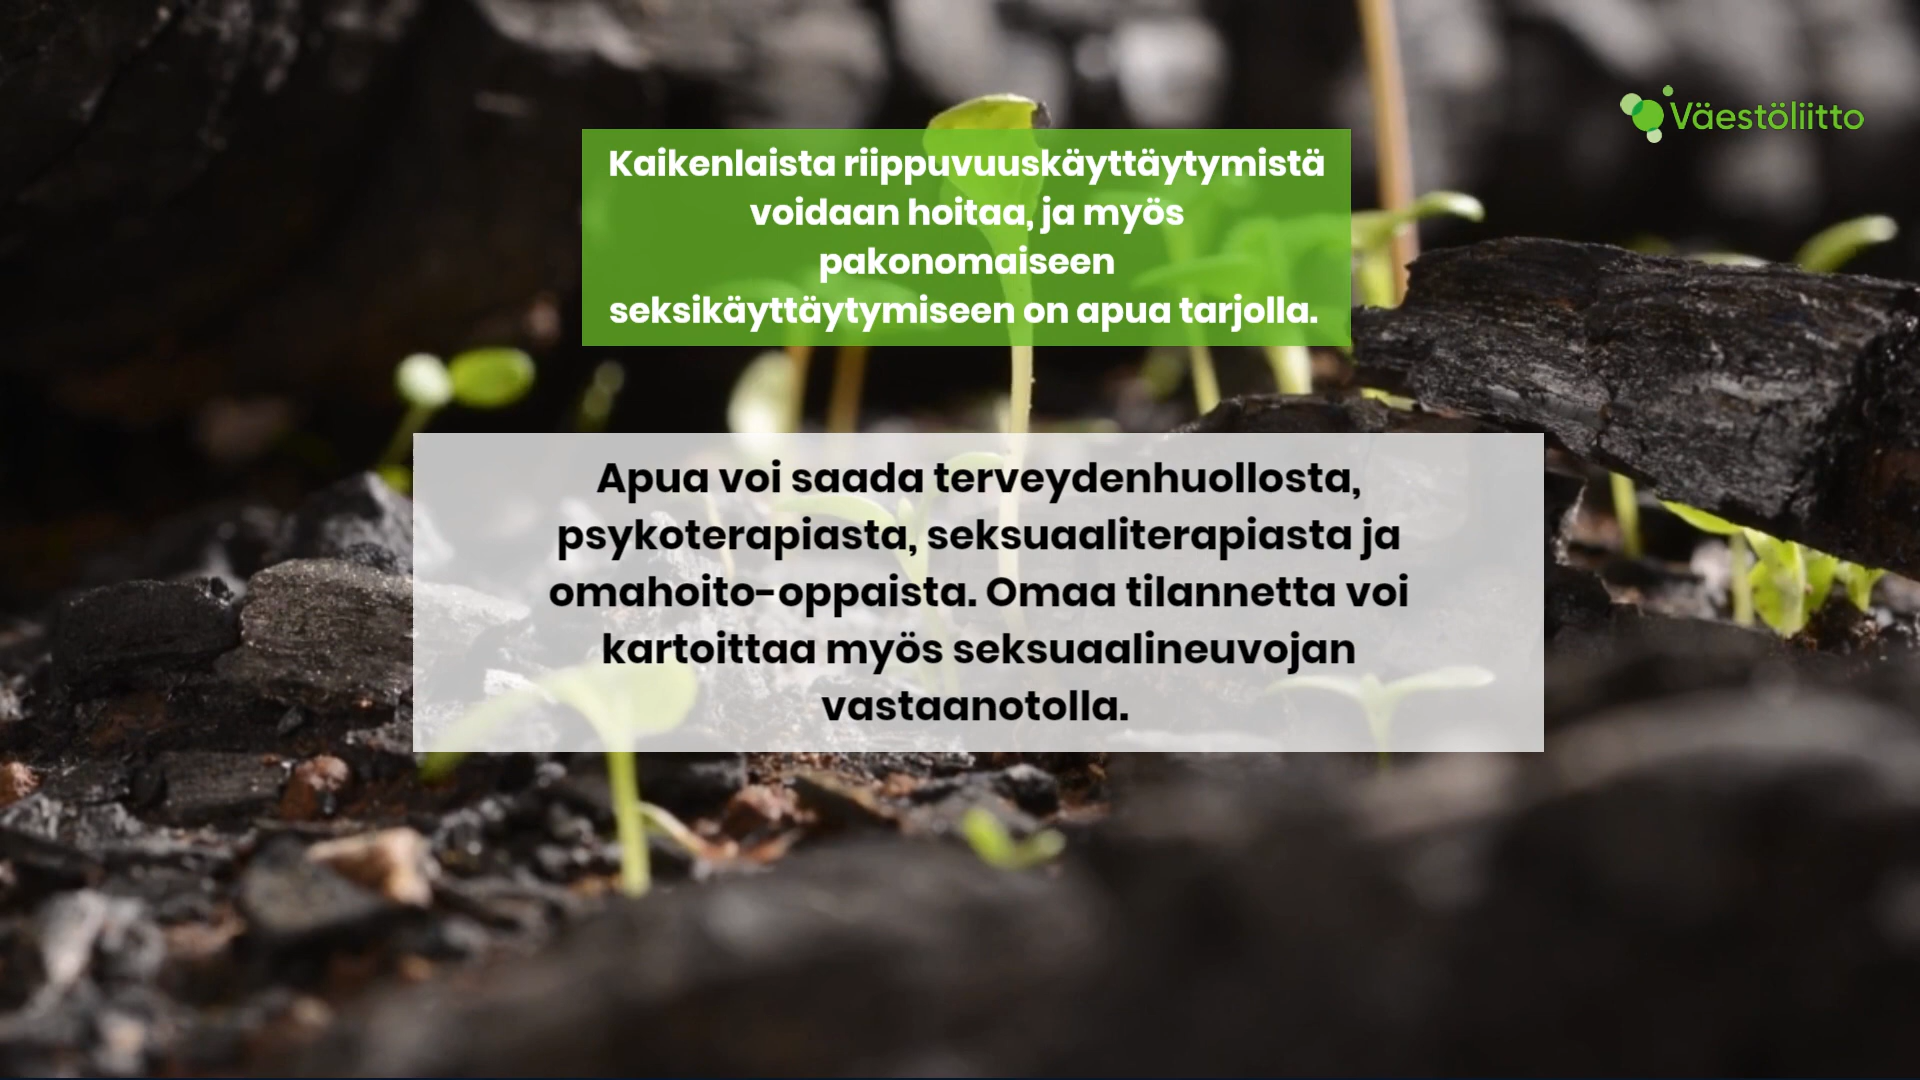 Väestöliitto
Kaikenlaista riippuvuuskäyttäytymistä
voidaan hoitaa, ja myös
pakonomaiseen
seksikäyttäytymiseen on apua tarjolla.
Apua voi saada terveydenhuollosta,
psykoterapiasta, seksuaaliterapiasta ja
omahoito-oppaista. Omaa tilannetta voi
kartoittaa myös seksuaalineuvojan
vastaanotolla.